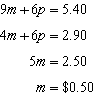 9m + 6p = 5.40
4m + 6p = 2.90
5m = 2.50
m = $0.50